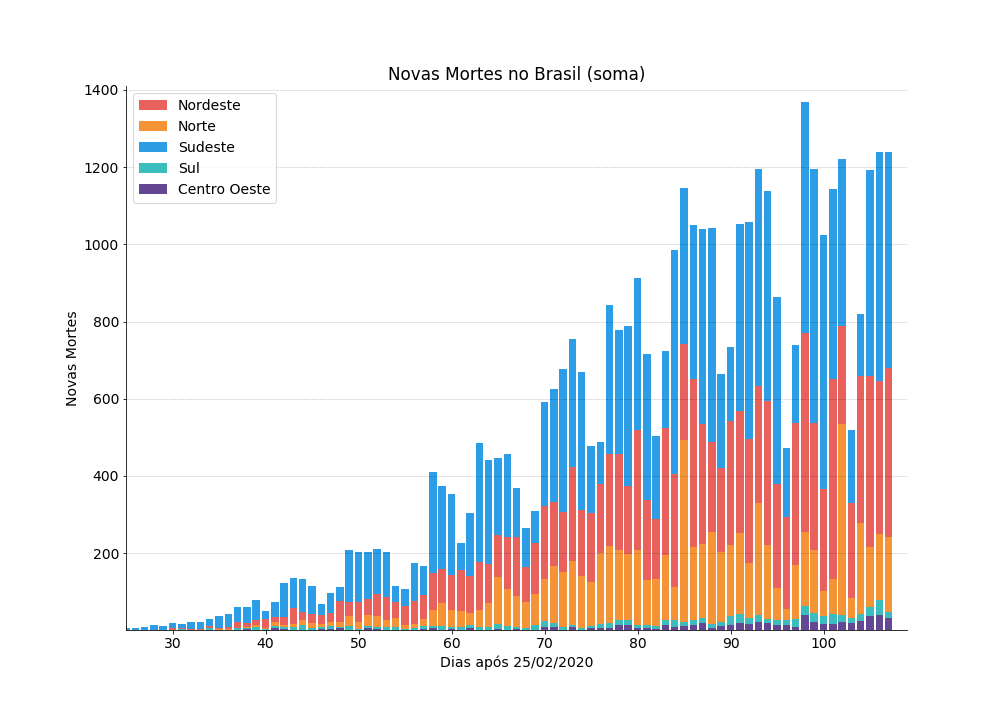 Novas Mortes no Brasil (soma)
1400
1200
1000
800
600
400
200
Novas Mortes
Nordeste
Norte
Sudeste
Sul
Centro Oeste
30 40 50 60 70 80 90 100
Dias após 25/02/2020